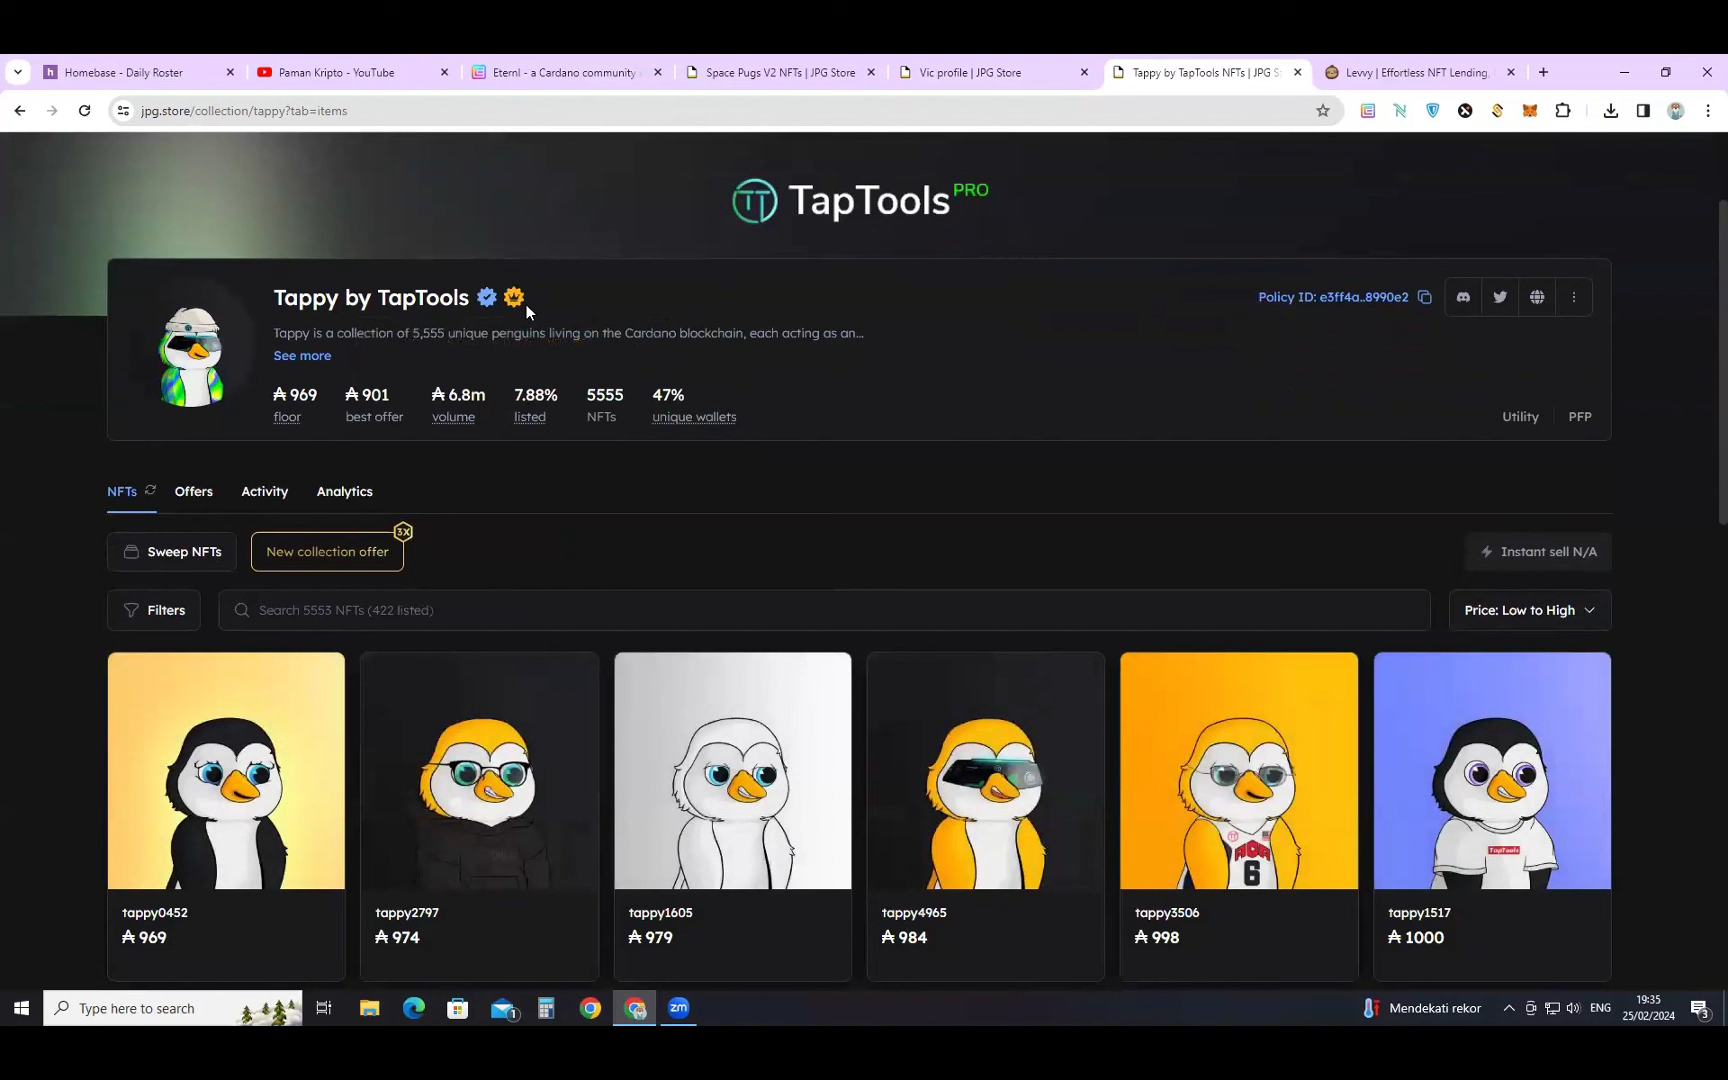 Homebase - Daily Roster
Paman Kripto - YouTube
Eternl - a Cardano community
Space Pugs V2 NFTs | JPG Store
Vic profile | JPG Store
Tappy by TapTools NFTs | JPG S
Levvy | Effortless NFT Lending,
jpg.store/collection/tappy?tab=items
TapTools PRO
Tappy by TapTools
Policy ID: e3ff4a..8990e2
Tappy is a collection of 5,555 unique penguins living on the Cardano blockchain, each acting as an...
See more
₳ 969 ₳ 901 ₳ 6.8m 7.88% 5555 47%
floor best offer volume listed NFTs unique wallets
Utility PFP
NFTs Offers Activity Analytics
3X
Sweep NFTs New collection offer Instant sell N/A
Filters Search 5553 NFTs (422 listed) Price: Low to High
6
TapTools
tappy0452 tappy2797 tappy1605 tappy4965 tappy3506 tappy1517
₳ 969 ₳ 974 ₳ 979 ₳ 984 ₳ 998 ₳ 1000
Type here to search
1
zm
Mendekati rekor
ENG
19:35
25/02/2024
3